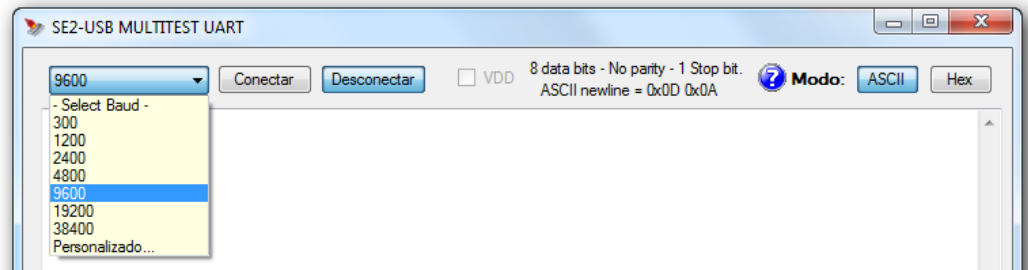 SE2-USB MULTITEST UART
9600 Conectar Desconectar VDD 8 data bits - No parity - 1 Stop bit. Modo: ASCII Hex
ASCII newline = 0x0D 0x0A
- Select Baud -
300
1200
2400
4800
9600
19200
38400
Personalizado...